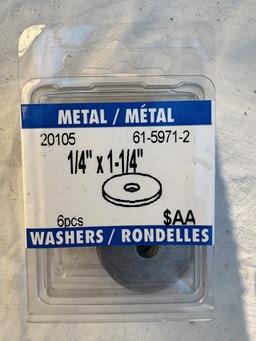 METAL / MÉTAL
20105 61-5971-2
1/4" x 1-1/4"
6pcs $AA
WASHERS / RONDELLES